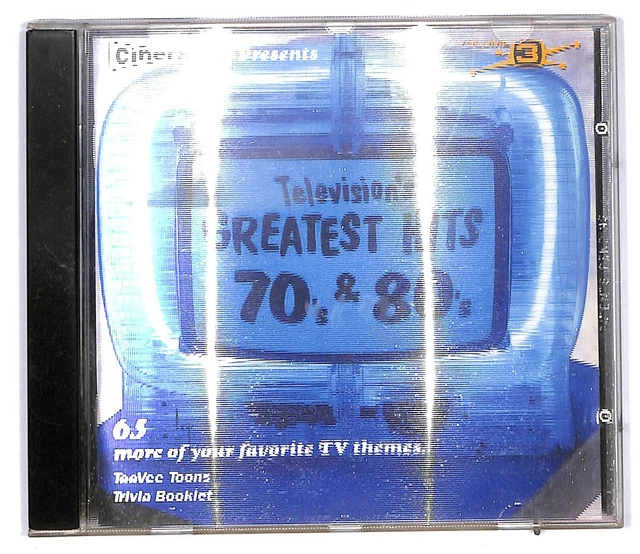 presents
3
Television's
GREATEST HITS
70's & 80's
65
more of your favorite TV themes.
TeeVee Toons
Trivia Booklet